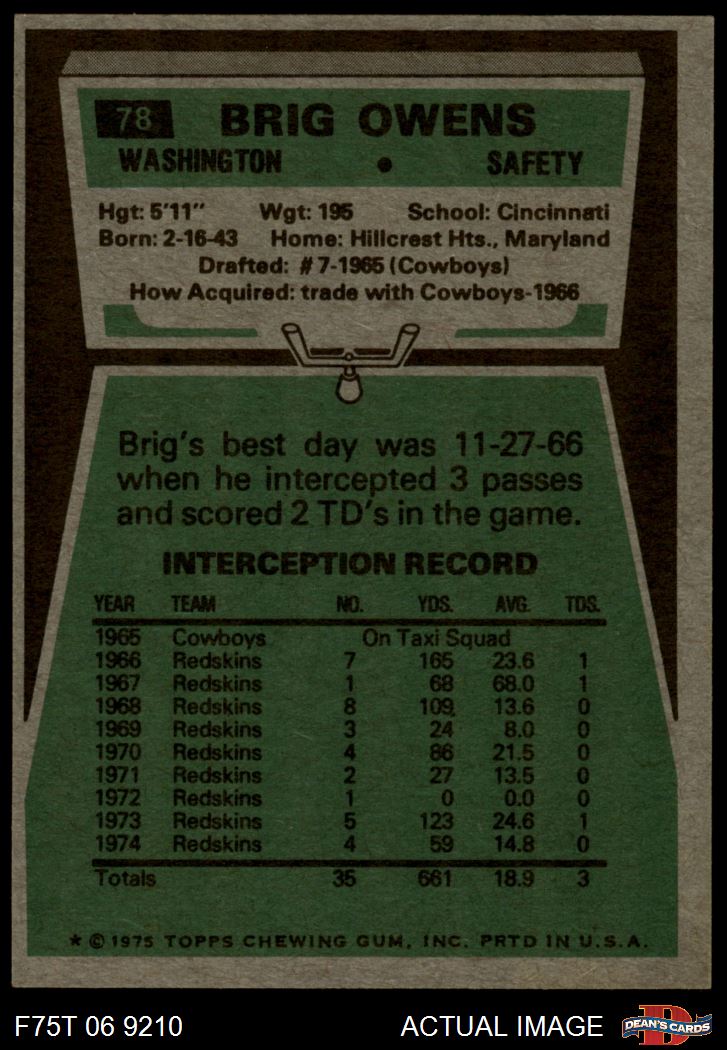 78 BRIG OWENS
WASHINGTON • SAFETY
Hgt: 5'11" Wgt: 195 School: Cincinnati
Born: 2-16-43 Home: Hillcrest Hts., Maryland
Drafted: #7-1965 (Cowboys)
How Acquired: trade with Cowboys-1966
Brig's best day was 11-27-66
when he intercepted 3 passes
and scored 2 TD's in the game.
INTERCEPTION RECORD
YEAR TEAM NO. YDS. AVG. TDS.
1965 Cowboys On Taxi Squad
1966 Redskins 7 165 23.6 1
1967 Redskins 1 68 68.0 1
1968 Redskins 8 109 13.6 0
1969 Redskins 3 24 8.0 0
1970 Redskins 4 86 21.5 0
1971 Redskins 2 27 13.5 0
1972 Redskins 1 0 0.0 0
1973 Redskins 5 123 24.6 1
1974 Redskins 4 59 14.8 0
Totals 35 661 18.9 3
* © 1975 TOPPS CHEWING GUM, INC. PRTD IN U.S.A.
F75T 06 9210 ACTUAL IMAGE D DEAN'S CARDS